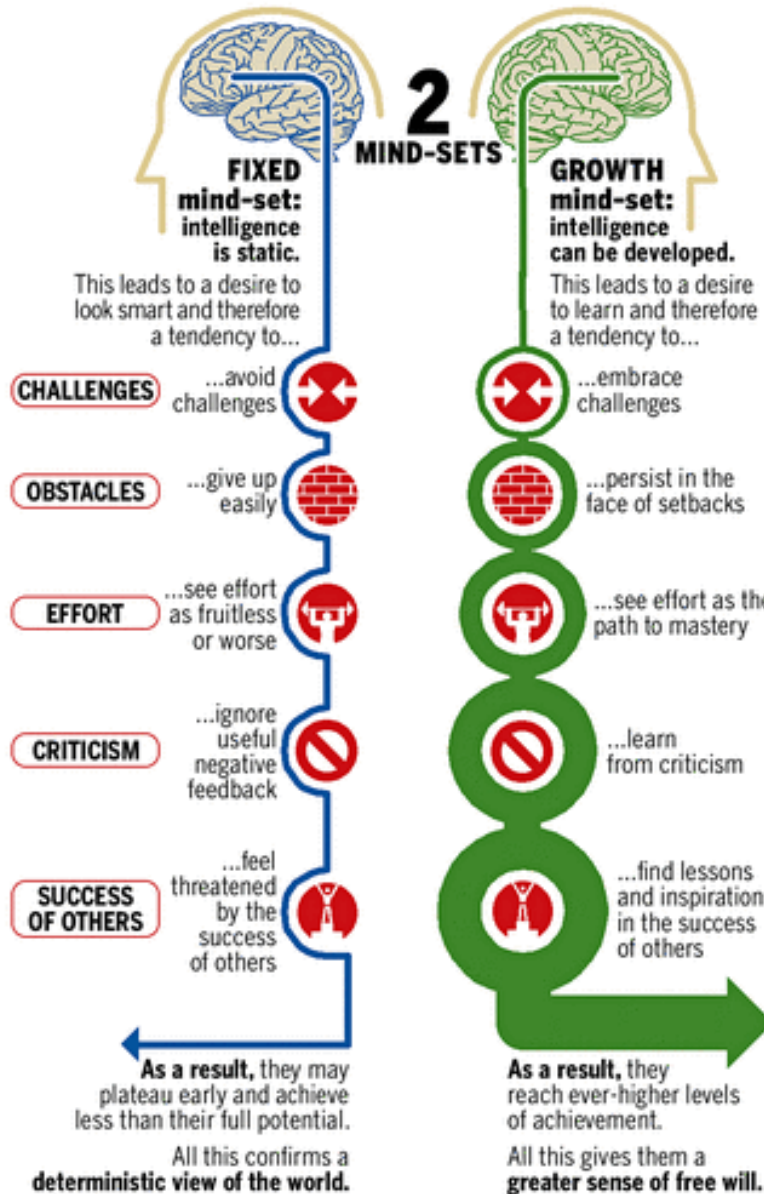 2
MIND-SETS
FIXED
mind-set:
intelligence
is static.
This leads to a desire to
look smart and therefore
a tendency to...
GROWTH
mind-set:
intelligence
can be developed.
This leads to a desire
to learn and therefore
a tendency to...
CHALLENGES
...avoid
challenges
...embrace
challenges
OBSTACLES
...give up
easily
...persist in the
face of setbacks
EFFORT
...see effort
as fruitless
or worse
...see effort as the
path to mastery
CRITICISM
...ignore
useful
negative
feedback
...learn
from criticism
SUCCESS
OF OTHERS
...feel
threatened
by the
success
of others
...find lessons
and inspiration
in the success
of others
As a result, they may
plateau early and achieve
less than their full potential.
All this confirms a
deterministic view of the world.
As a result, they
reach ever-higher levels
of achievement.
All this gives them a
greater sense of free will.